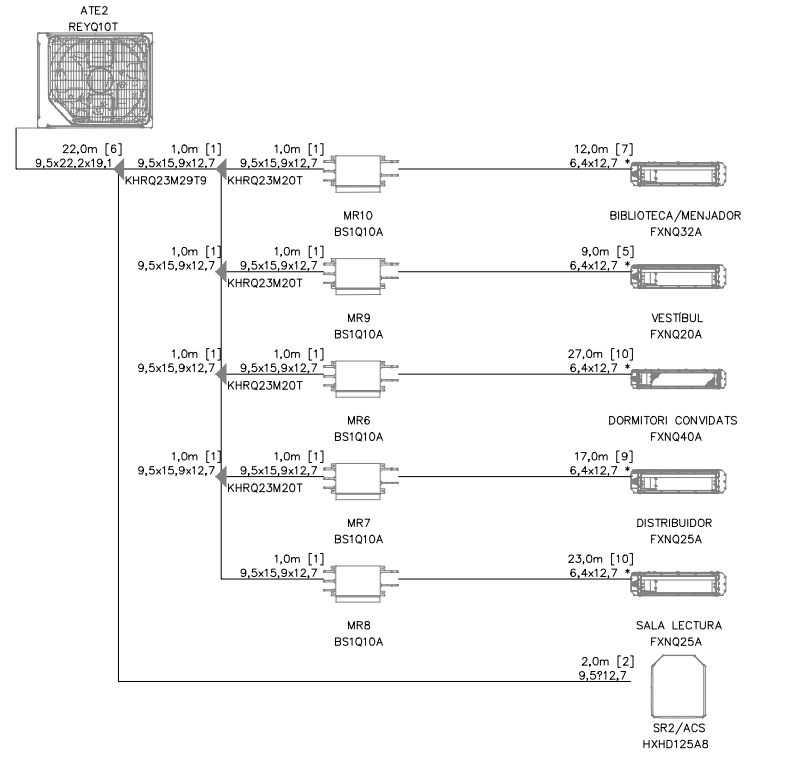 ATE2
REYQ10T
22,0m [6]
9,5x22,2x19,1
KHRQ23M29T9
1,0m [1]
9,5x15,9x12,7
KHRQ23M20T
1,0m [1]
9,5x15,9x12,7
MR10
BS1Q10A
12,0m [7]
6,4x12,7 *
BIBLIOTECA/MENJADOR
FXNQ32A
1,0m [1]
9,5x15,9x12,7
KHRQ23M20T
1,0m [1]
9,5x15,9x12,7
MR9
BS1Q10A
9,0m [5]
6,4x12,7 *
VESTÍBUL
FXNQ20A
1,0m [1]
9,5x15,9x12,7
KHRQ23M20T
1,0m [1]
9,5x15,9x12,7
MR6
BS1Q10A
27,0m [10]
6,4x12,7 *
DORMITORI CONVIDATS
FXNQ40A
1,0m [1]
9,5x15,9x12,7
KHRQ23M20T
1,0m [1]
9,5x15,9x12,7
MR7
BS1Q10A
17,0m [9]
6,4x12,7 *
DISTRIBUIDOR
FXNQ25A
1,0m [1]
9,5x15,9x12,7
MR8
BS1Q10A
23,0m [10]
6,4x12,7 *
SALA LECTURA
FXNQ25A
2,0m [2]
9,5?12,7
SR2/ACS
HXHD125A8